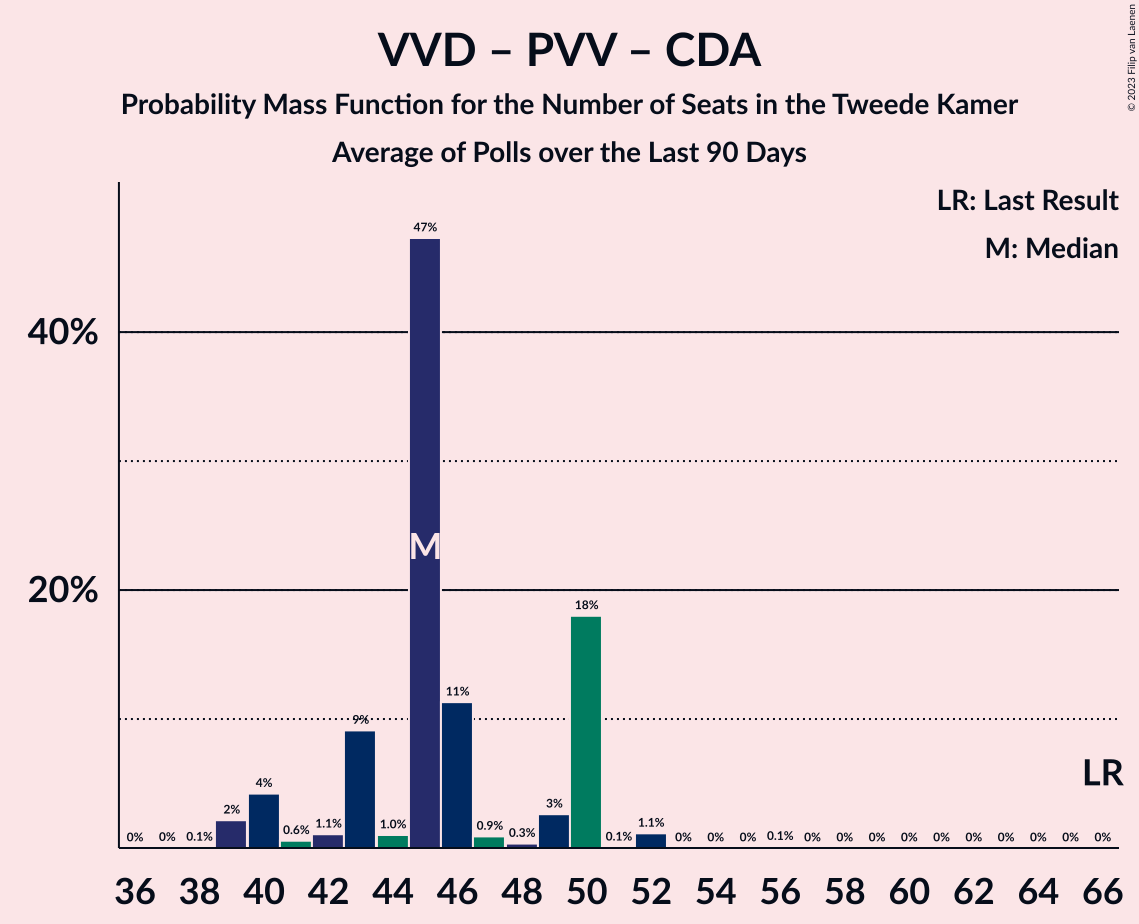 VVD – PVV – CDA
Probability Mass Function for the Number of Seats in the Tweede Kamer
Average of Polls over the Last 90 Days
© 2023 Filip van Laenen
LR: Last Result
M: Median
47%
40%
M
20%
18%
11%
9%
LR
4%
3%
2%
0% 0% 0.1% 0.6% 1.1% 1.0% 0.9% 0.3% 0.1% 1.1% 0% 0% 0% 0.1% 0% 0% 0% 0% 0% 0% 0% 0% 0% 0%
36 38 40 42 44 46 48 50 52 54 56 58 60 62 64 66